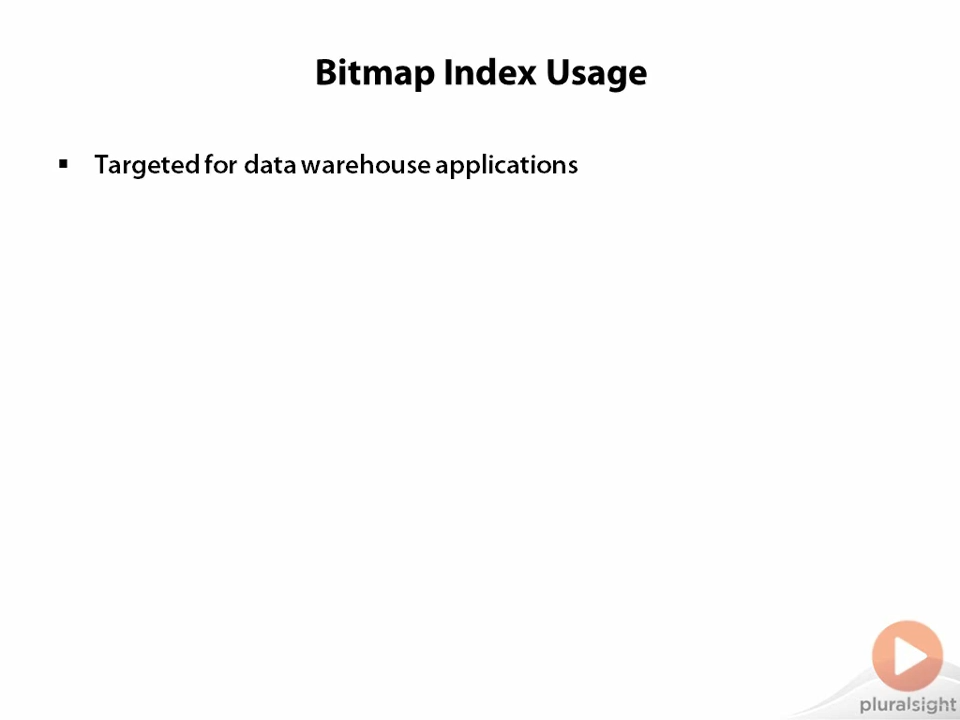 Bitmap Index Usage
▪ Targeted for data warehouse applications
pluralsight